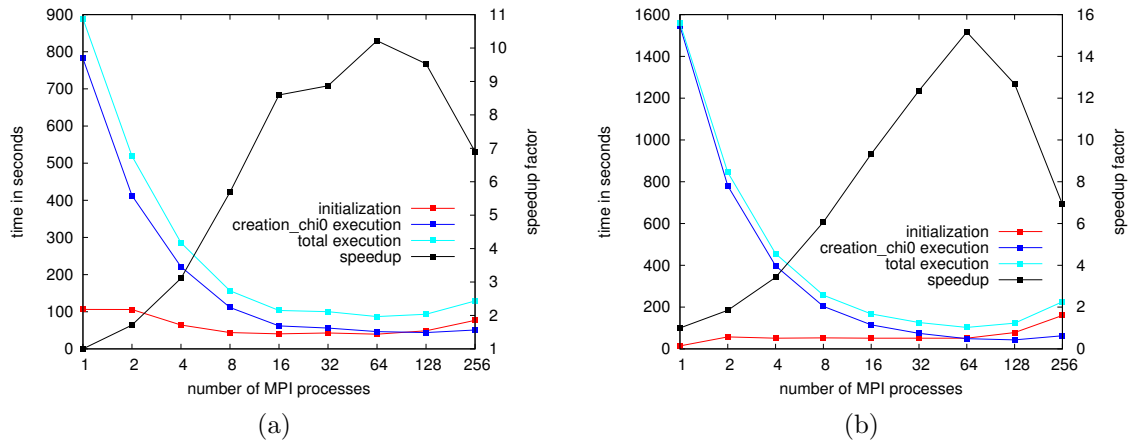 900
800
700
600
500
400
300
200
100
0
time in seconds
11
10
9
8
7
6
5
4
3
2
1
speedup factor
initialization
creation_chi0 execution
total execution
speedup
1 2 4 8 16 32 64 128 256
number of MPI processes
(a)
1600
1400
1200
1000
800
600
400
200
0
time in seconds
16
14
12
10
8
6
4
2
0
speedup factor
initialization
creation_chi0 execution
total execution
speedup
1 2 4 8 16 32 64 128 256
number of MPI processes
(b)